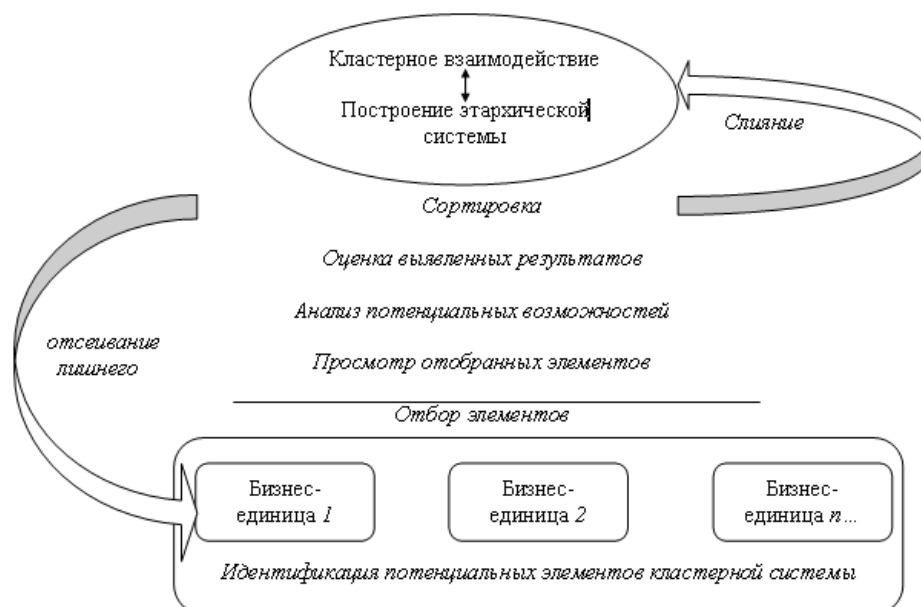 Кластерное взаимодействие
Построение этархической
системы
Слияние
Сортировка
Оценка выявленных результатов
Анализ потенциальных возможностей
отсеивание
лишнего
Просмотр отобранных элементов
Отбор элементов
Бизнес-
единица 1
Бизнес-
единица 2
Бизнес-
единица n...
Идентификация потенциальных элементов кластерной системы